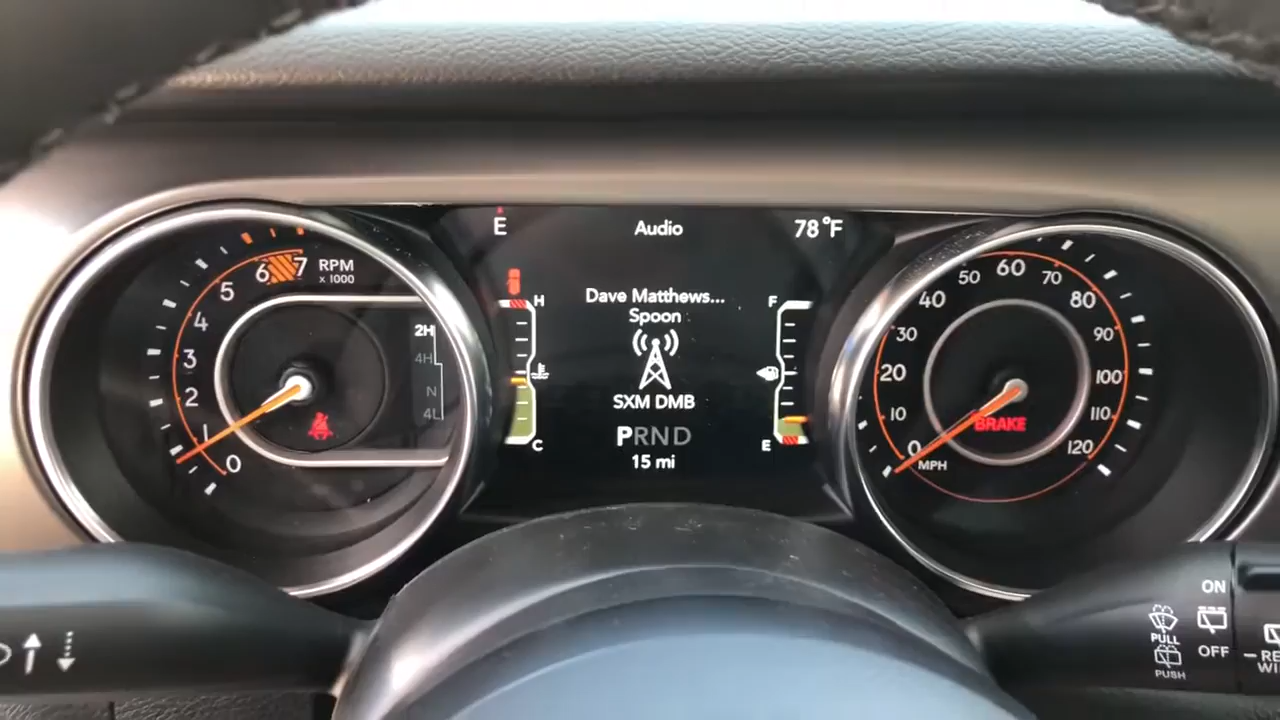 E
Audio
78°F
0
1
2
3
4
5
6
7
RPM
x 1000
2H
4H
N
4L
H
C
Dave Matthews...
Spoon
SXM DMB
PRND
15 mi
F
E
0
10
20
30
40
50
60
70
80
90
100
110
120
MPH
BRAKE
ON
OFF
PULL
PUSH